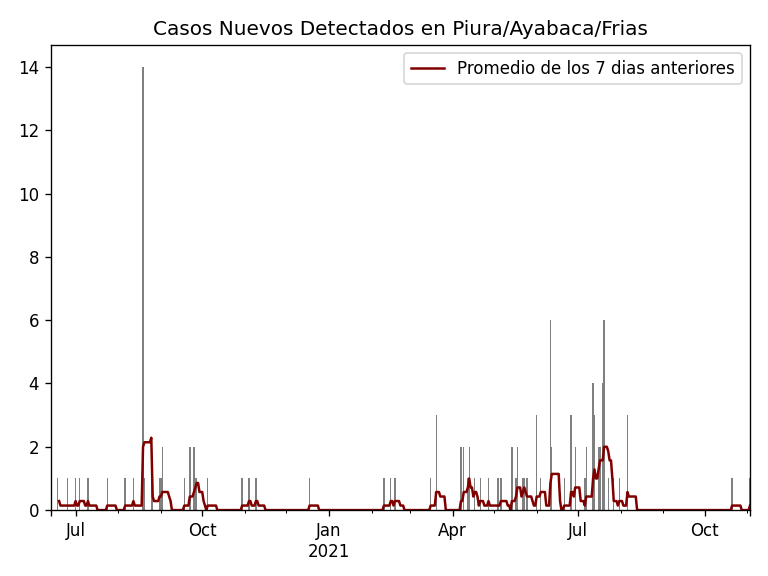 Casos Nuevos Detectados en Piura/Ayabaca/Frias
Promedio de los 7 dias anteriores
14
12
10
8
6
4
2
0
Jul
Oct
Jan
2021
Apr
Jul
Oct